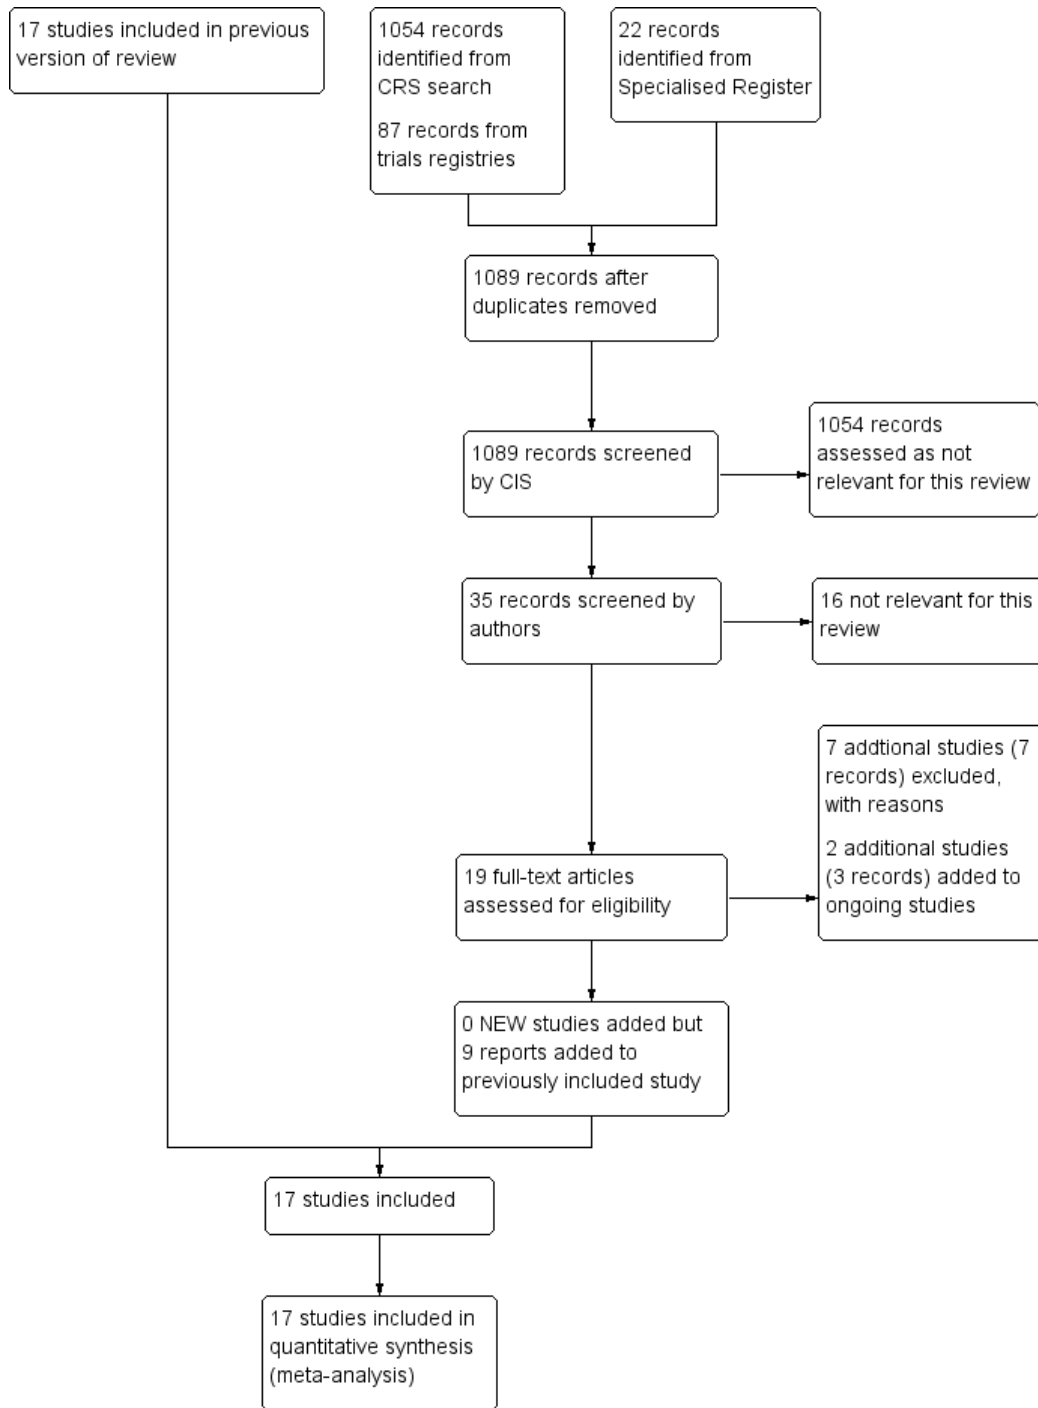 17 studies included in previous
version of review
1054 records
identified from
CRS search
87 records from
trials registries
22 records
identified from
Specialised Register
1089 records after
duplicates removed
1089 records screened
by CIS
1054 records
assessed as not
relevant for this review
35 records screened by
authors
16 not relevant for this
review
7 addtional studies (7
records) excluded,
with reasons
2 additional studies
(3 records) added to
ongoing studies
19 full-text articles
assessed for eligibility
0 NEW studies added but
9 reports added to
previously included study
17 studies included
17 studies included in
quantitative synthesis
(meta-analysis)